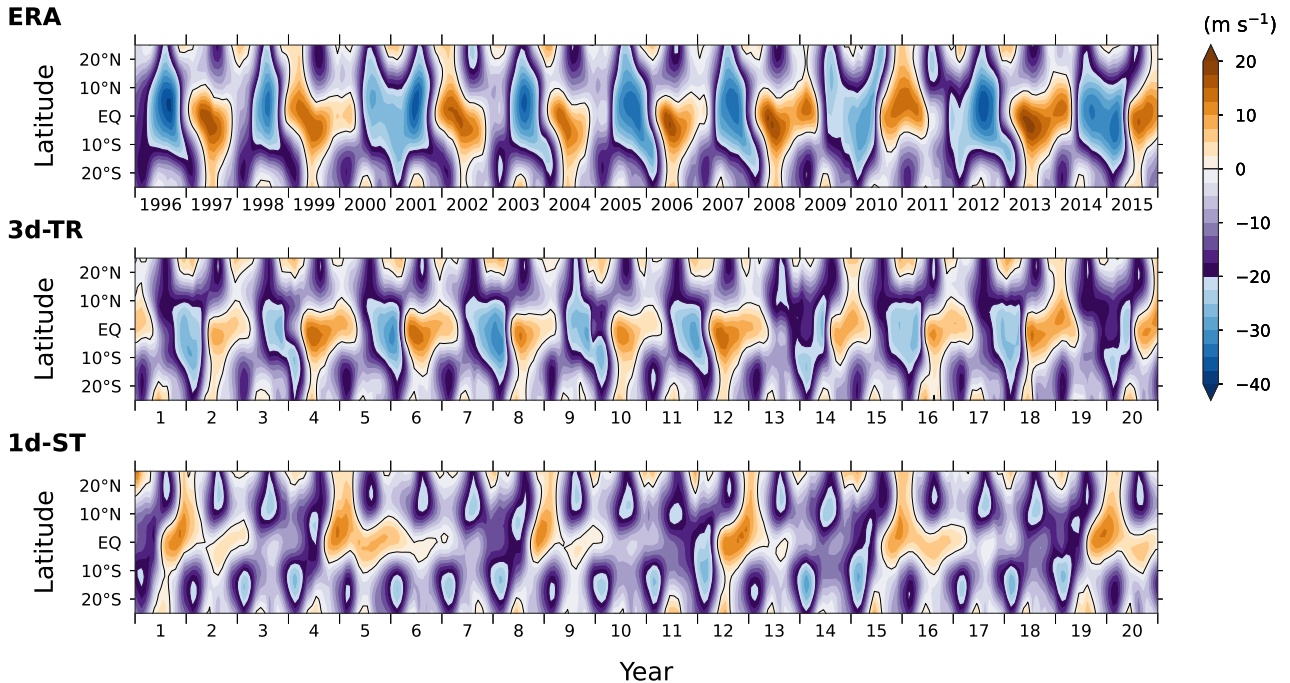 ERA
(m s⁻¹)
Latitude
20°N
10°N
EQ
10°S
20°S
1996 1997 1998 1999 2000 2001 2002 2003 2004 2005 2006 2007 2008 2009 2010 2011 2012 2013 2014 2015
20
10
0
−10
−20
−30
−40
3d-TR
Latitude
20°N
10°N
EQ
10°S
20°S
1 2 3 4 5 6 7 8 9 10 11 12 13 14 15 16 17 18 19 20
1d-ST
Latitude
20°N
10°N
EQ
10°S
20°S
1 2 3 4 5 6 7 8 9 10 11 12 13 14 15 16 17 18 19 20
Year